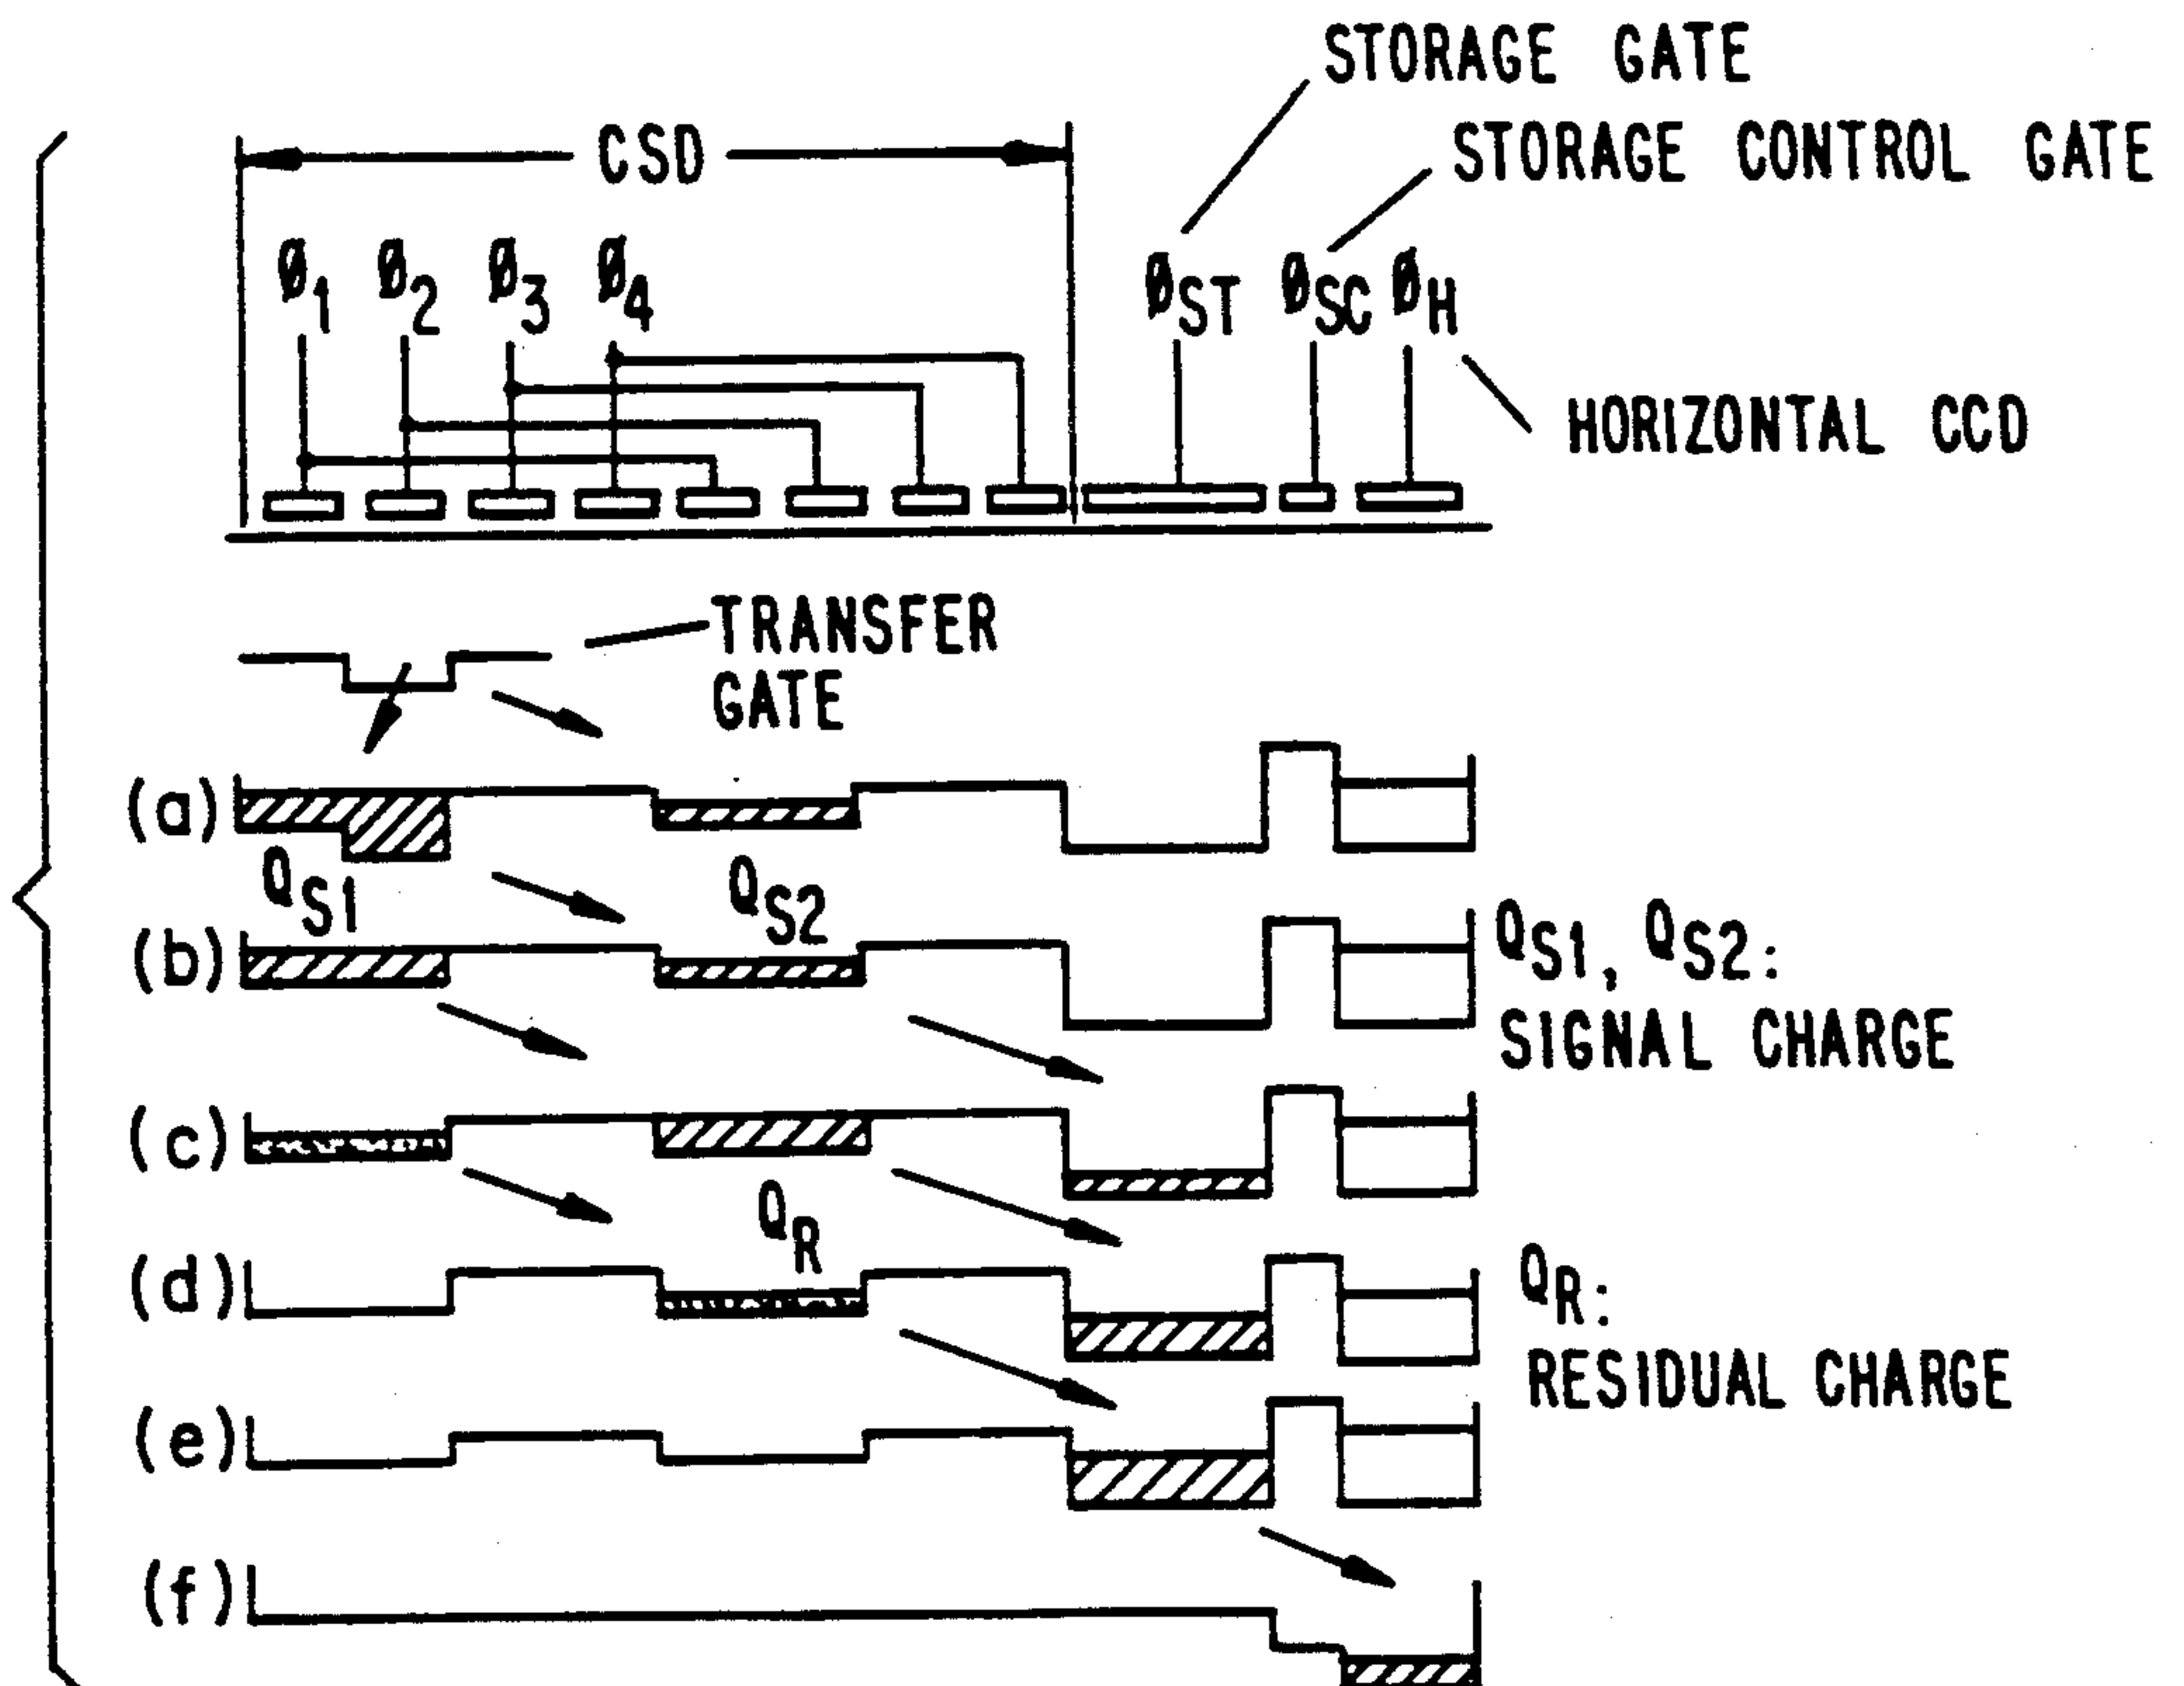 STORAGE GATE
STORAGE CONTROL GATE
CSD
Ø1 Ø2 Ø3 Ø4 ØST ØSC ØH
HORIZONTAL CCD
TRANSFER
GATE
(a)
QS1 QS2
(b)
QS1, QS2:
SIGNAL CHARGE
(c)
QR
(d)
QR:
RESIDUAL CHARGE
(e)
(f)